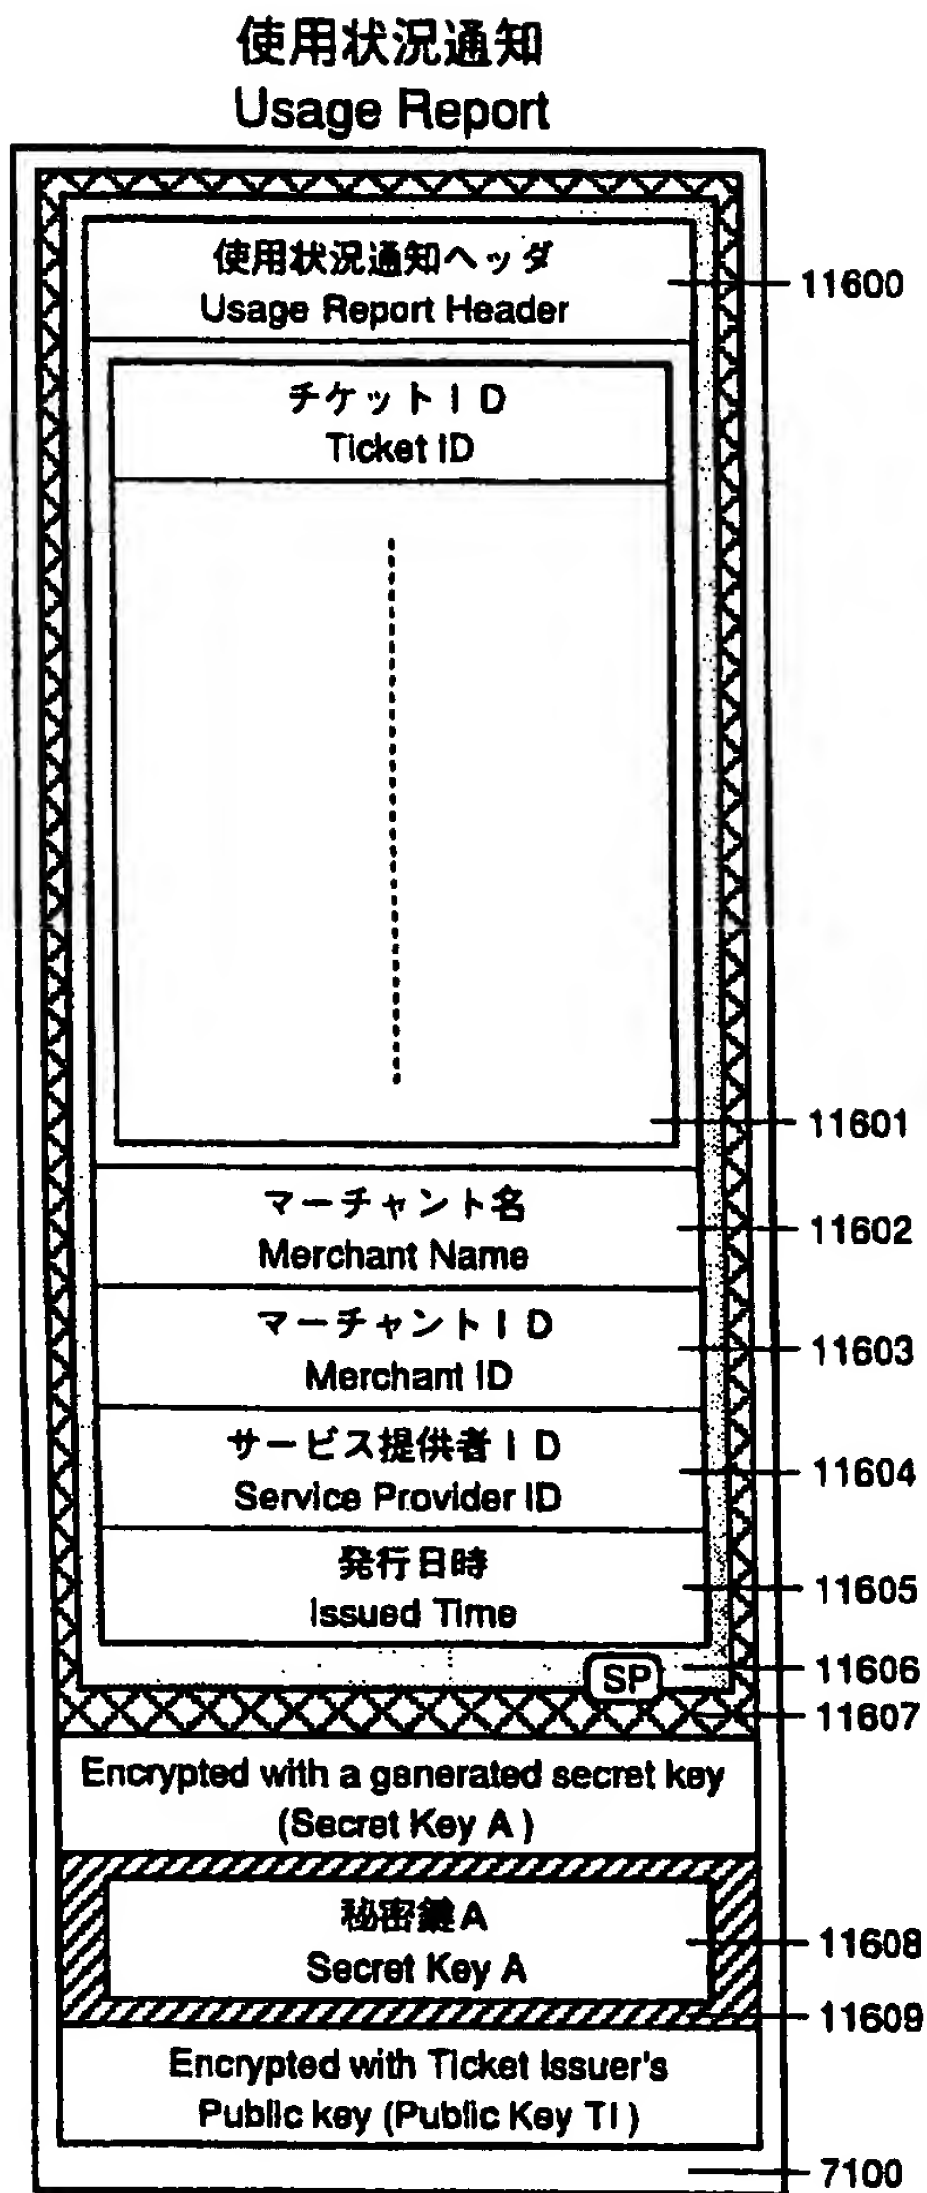 使用状況通知
Usage Report
使用状況通知ヘッダ
Usage Report Header
11600
チケットID
Ticket ID
11601
マーチャント名
Merchant Name
11602
マーチャントID
Merchant ID
11603
サービス提供者ID
Service Provider ID
11604
発行日時
Issued Time
11605
11606
SP
11607
Encrypted with a generated secret key
(Secret Key A )
秘密鍵A
Secret Key A
11608
11609
Encrypted with Ticket Issuer's
Public key (Public Key TI )
7100